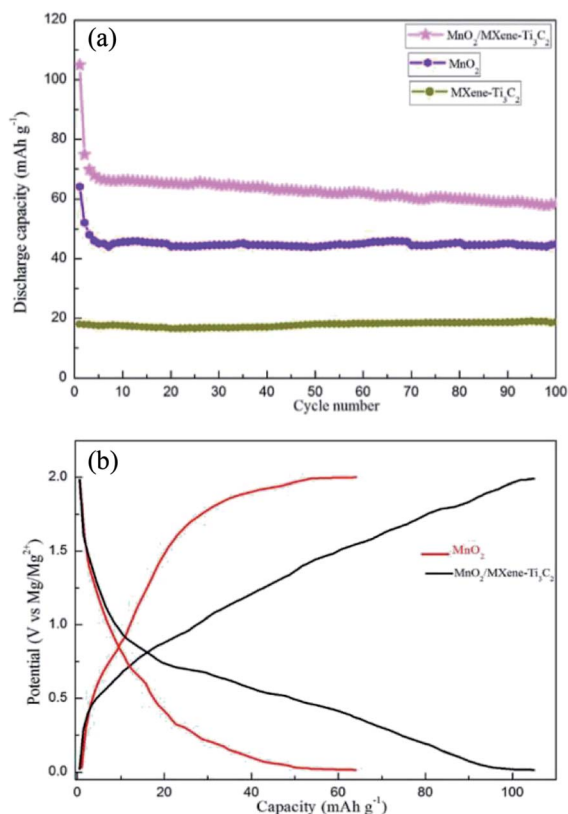 (a)
MnO₂/MXene-Ti₃C₂
MnO₂
MXene-Ti₃C₂
Discharge capacity (mAh g⁻¹)
120
100
80
60
40
20
0
0 10 20 30 40 50 60 70 80 90 100
Cycle number
(b)
MnO₂
MnO₂/MXene-Ti₃C₂
Potential (V vs Mg/Mg²⁺)
2.0
1.5
1.0
0.5
0.0
0 20 40 60 80 100
Capacity (mAh g⁻¹)